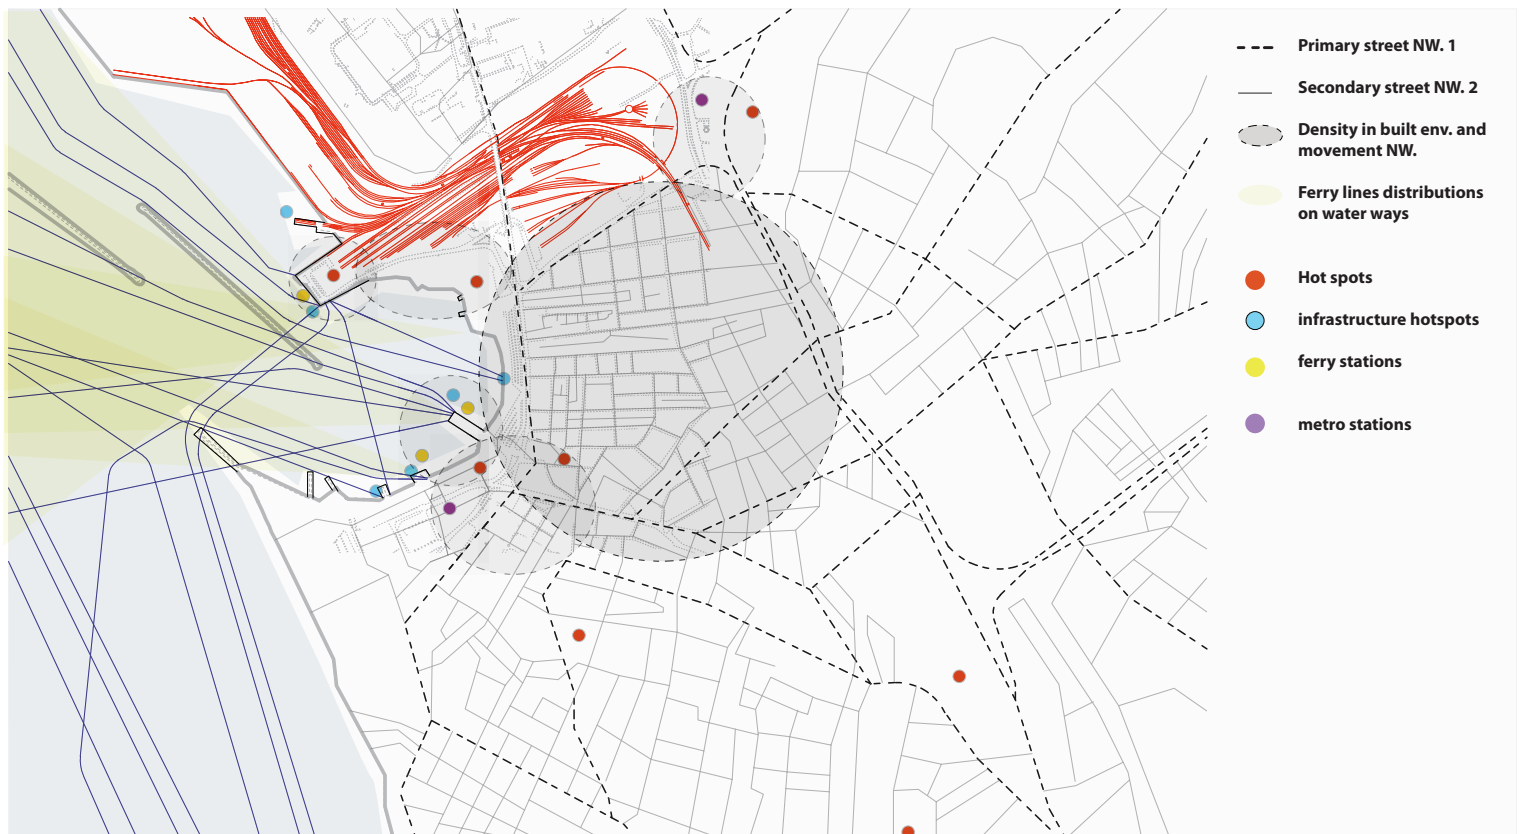 Primary street NW. 1
Secondary street NW. 2
Density in built env. and
movement NW.
Ferry lines distributions
on water ways
Hot spots
infrastructure hotspots
ferry stations
metro stations